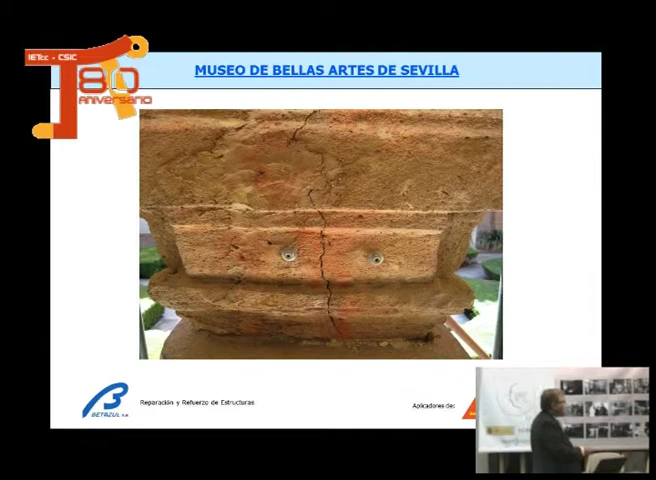 IETcc - CSIC
80
Aniversario
MUSEO DE BELLAS ARTES DE SEVILLA
BETAZUL S.A.
Reparación y Refuerzo de Estructuras
Aplicadores de: